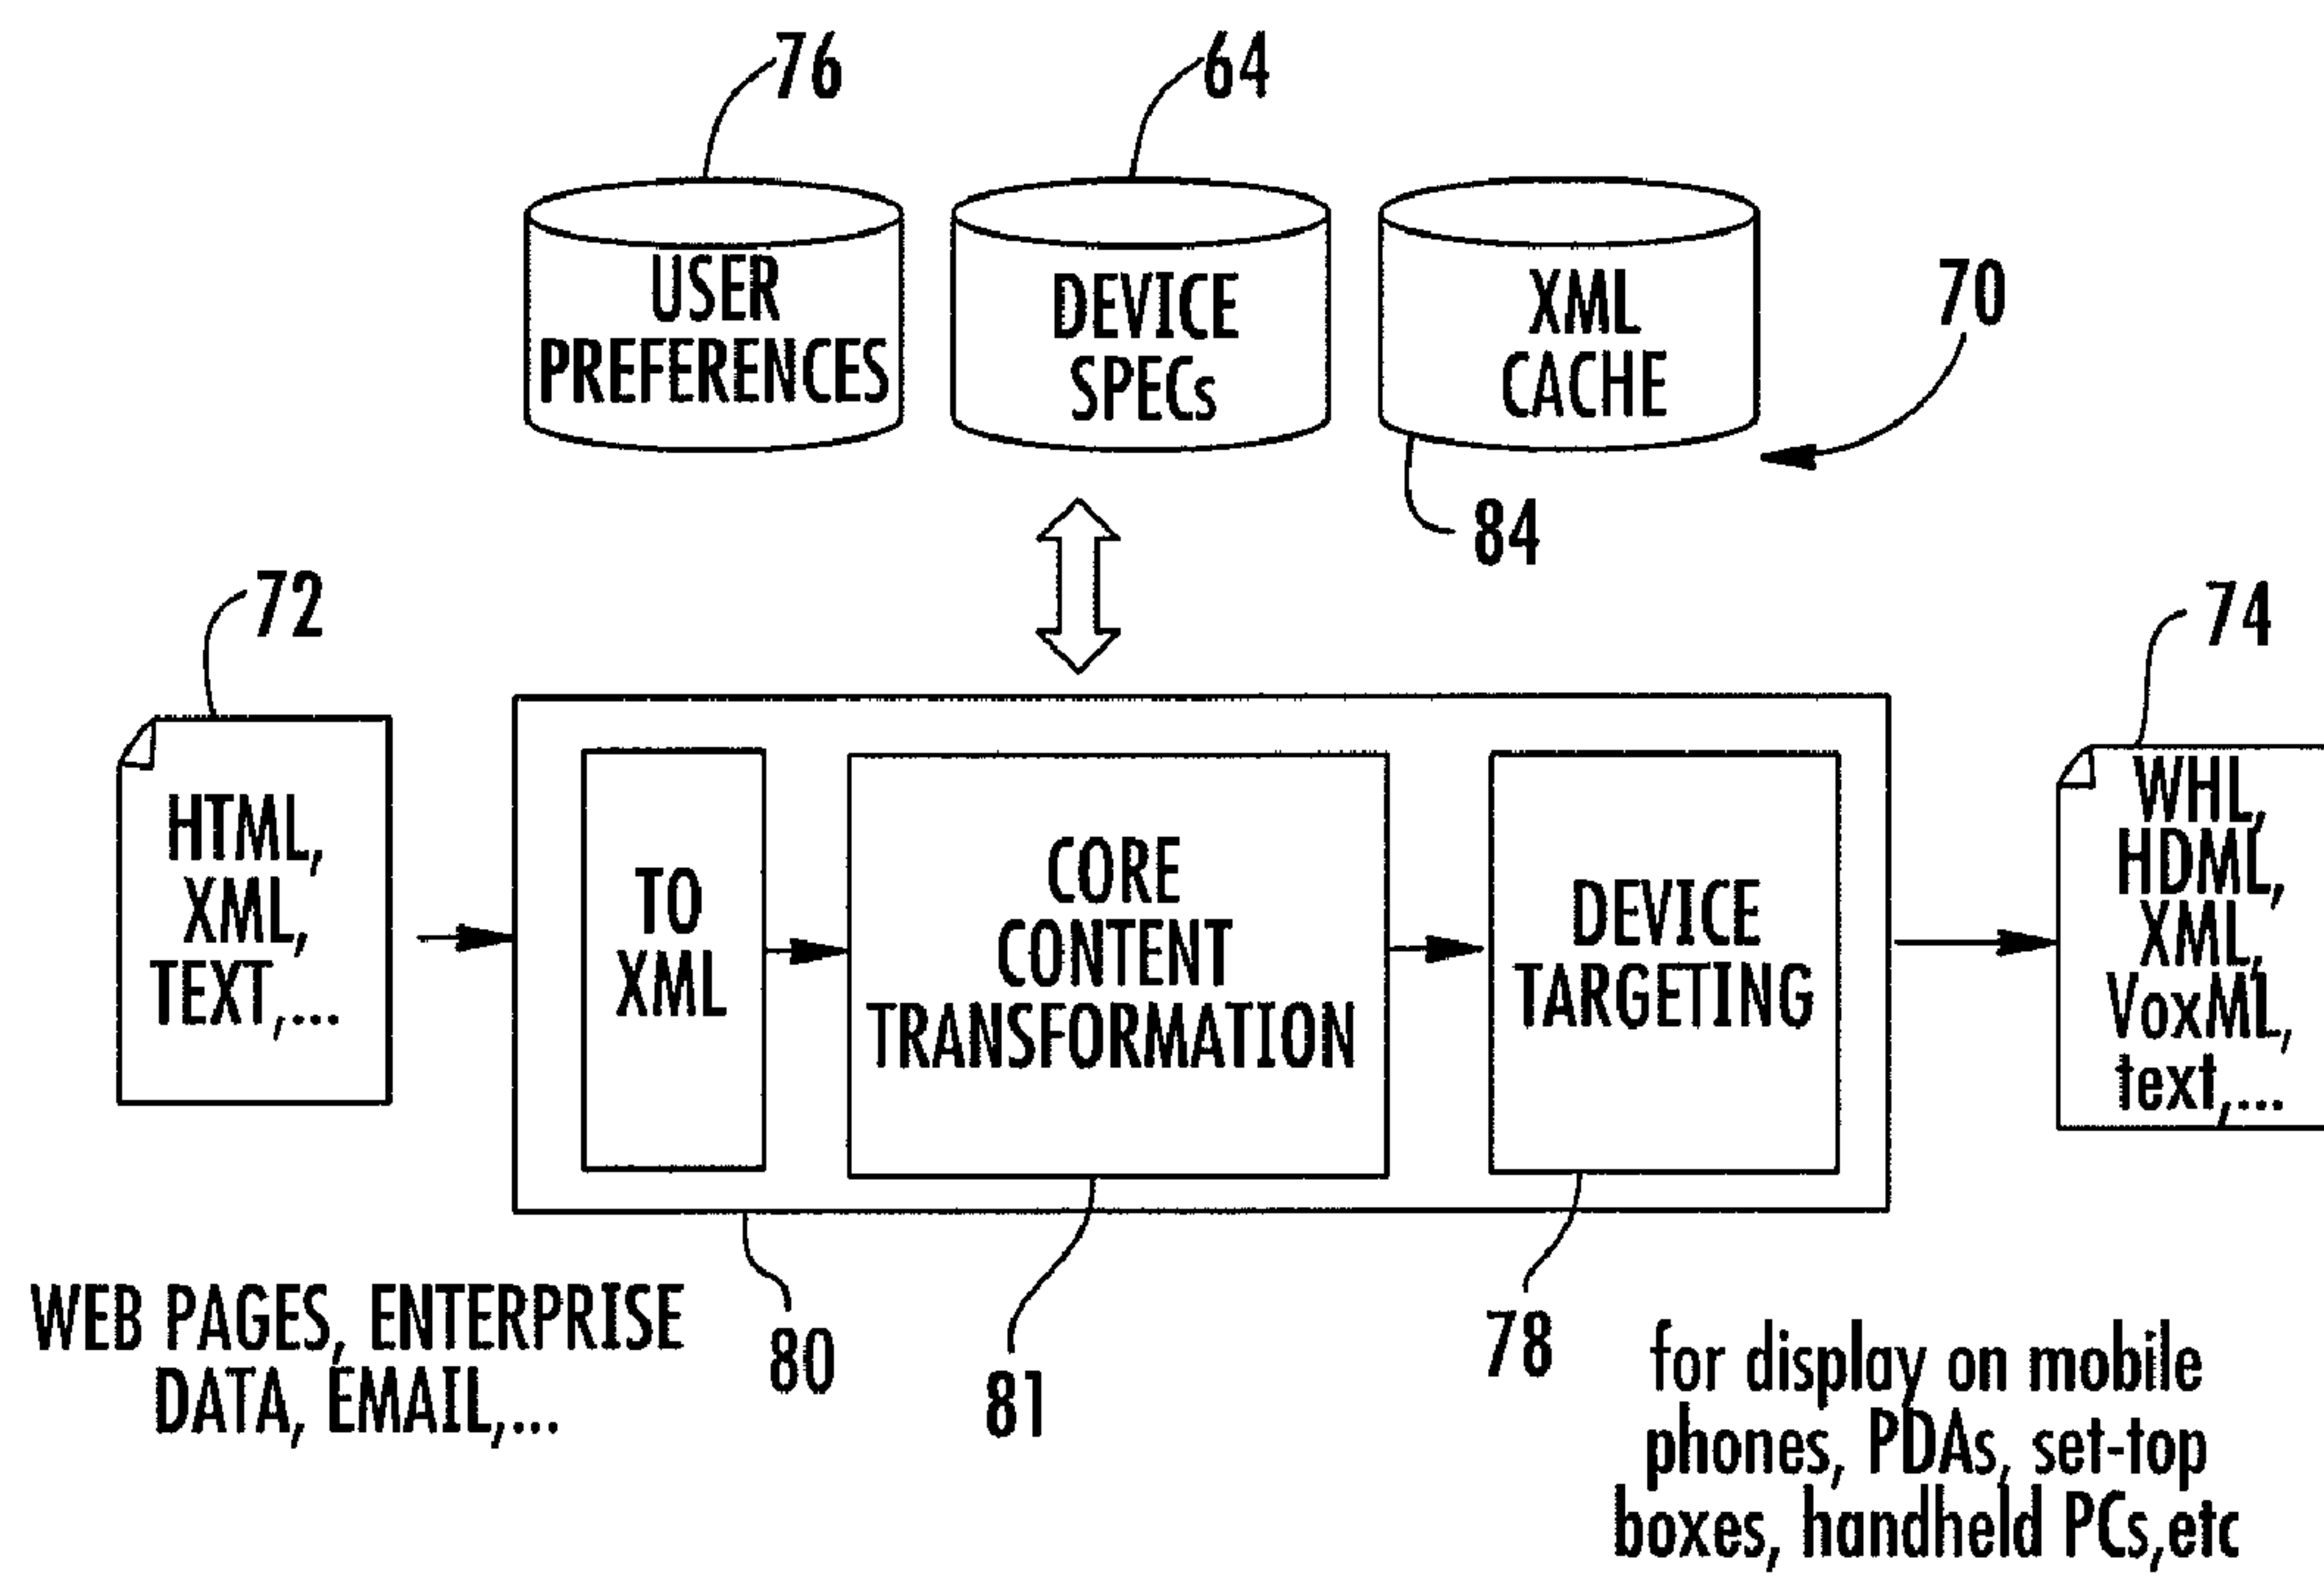 76
64
USER
PREFERENCES
DEVICE
SPECs
XML
CACHE
70
84
72
74
HTML,
XML,
TEXT,...
TO
XML
CORE
CONTENT
TRANSFORMATION
DEVICE
TARGETING
WHL,
HDML,
XML,
VoxML,
text,...
80
81
78
WEB PAGES, ENTERPRISE
DATA, EMAIL,...
for display on mobile
phones, PDAs, set-top
boxes, handheld PCs,etc